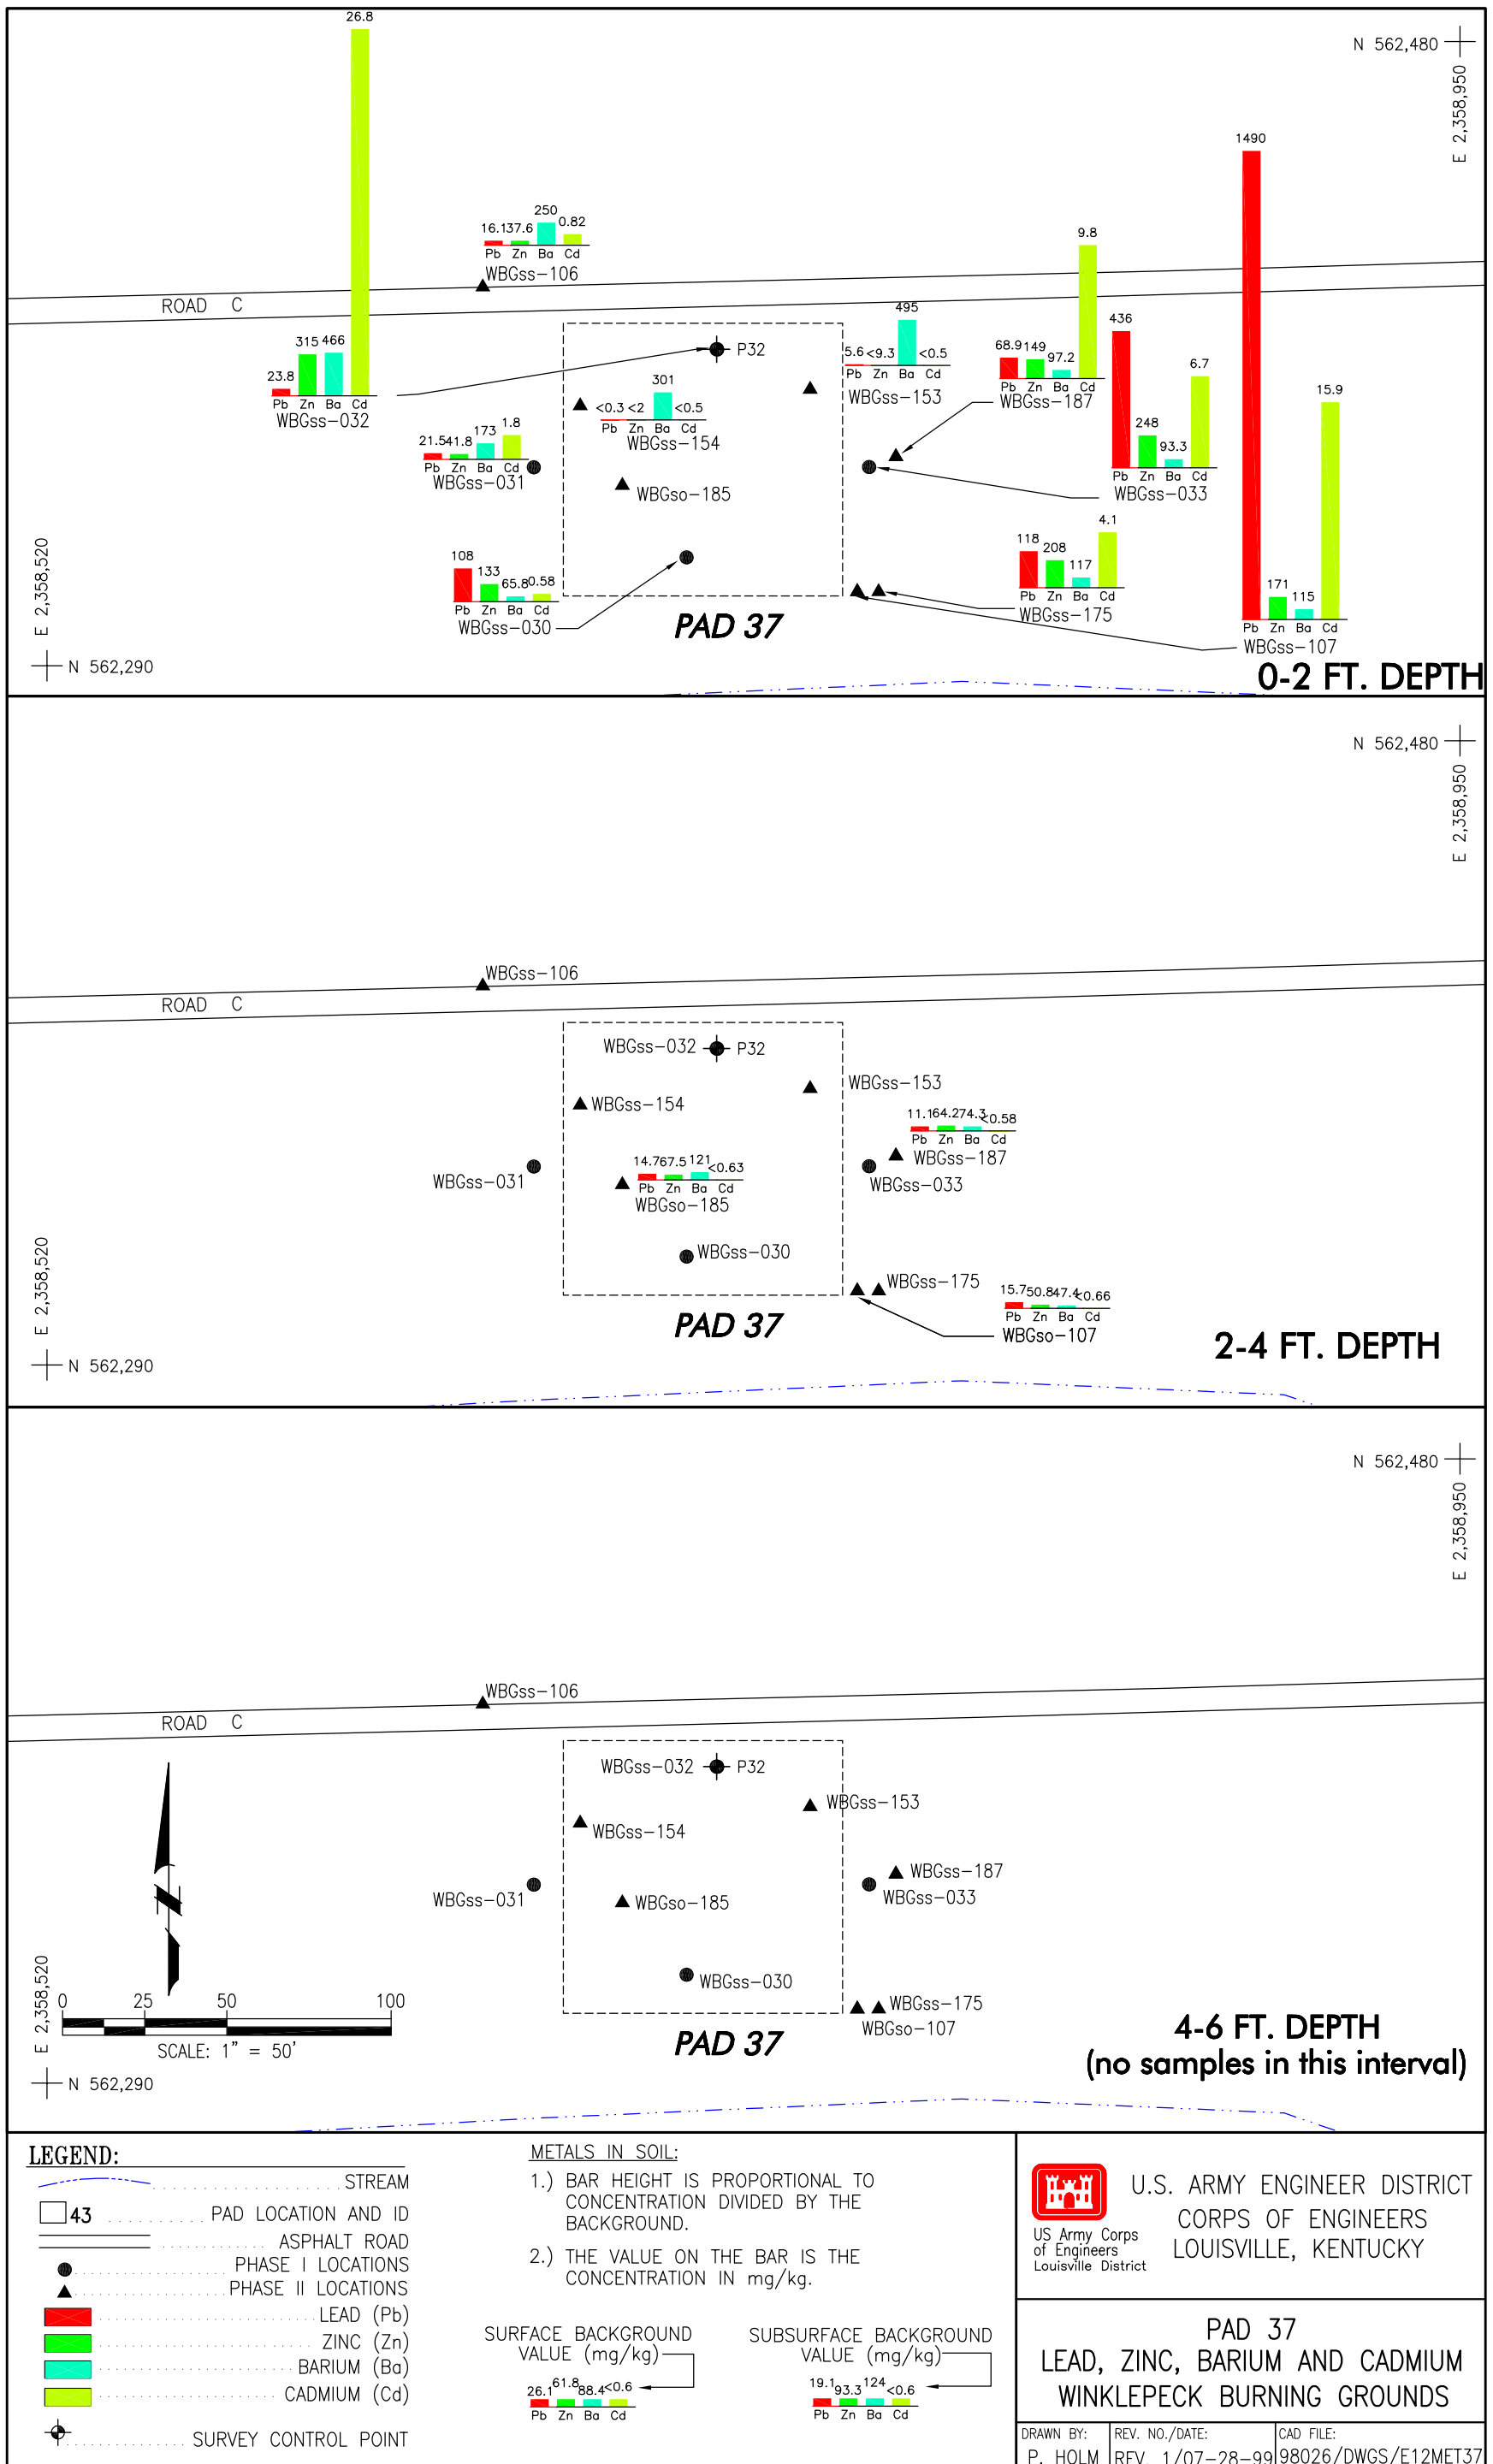 26.8
N 562,480
E 2,358,950
1490
16.1 37.6 250 0.82
Pb Zn Ba Cd
WBGss-106
9.8
ROAD C
495
436
315 466
5.6 <9.3 <0.5
68.9 149 97.2
6.7
23.8
P32
Pb Zn Ba Cd
WBGss-153
Pb Zn Ba Cd
WBGss-187
Pb Zn Ba Cd
WBGss-032
301
<0.3 <2 <0.5
Pb Zn Ba Cd
WBGss-154
15.9
21.5 41.8 173 1.8
Pb Zn Ba Cd
WBGss-031
248
93.3
Pb Zn Ba Cd
WBGss-033
WBGso-185
4.1
118 208 117
Pb Zn Ba Cd
WBGss-175
108 133 65.8 0.58
Pb Zn Ba Cd
WBGss-030
171 115
Pb Zn Ba Cd
WBGss-107
PAD 37
E 2,358,520
N 562,290
0-2 FT. DEPTH
N 562,480
E 2,358,950
WBGss-106
ROAD C
WBGss-032 P32
WBGss-153
WBGss-154
11.1 64.2 74.3 <0.58
Pb Zn Ba Cd
WBGss-187
14.7 67.5 121 <0.63
Pb Zn Ba Cd
WBGso-185
WBGss-031
WBGss-033
WBGss-030
WBGss-175
15.7 50.8 47.4 <0.66
Pb Zn Ba Cd
WBGso-107
PAD 37
E 2,358,520
N 562,290
2-4 FT. DEPTH
N 562,480
E 2,358,950
WBGss-106
ROAD C
WBGss-032 P32
WBGss-153
WBGss-154
WBGss-187
WBGss-031
WBGss-033
WBGso-185
WBGss-030
WBGss-175
WBGso-107
PAD 37
E 2,358,520
0 25 50 100
SCALE: 1" = 50'
N 562,290
4-6 FT. DEPTH
(no samples in this interval)
LEGEND:
STREAM
43 PAD LOCATION AND ID
ASPHALT ROAD
PHASE I LOCATIONS
PHASE II LOCATIONS
LEAD (Pb)
ZINC (Zn)
BARIUM (Ba)
CADMIUM (Cd)
SURVEY CONTROL POINT
METALS IN SOIL:
1.) BAR HEIGHT IS PROPORTIONAL TO
CONCENTRATION DIVIDED BY THE
BACKGROUND.
2.) THE VALUE ON THE BAR IS THE
CONCENTRATION IN mg/kg.
SURFACE BACKGROUND
VALUE (mg/kg)
26.1 61.8 88.4 <0.6
Pb Zn Ba Cd
SUBSURFACE BACKGROUND
VALUE (mg/kg)
19.1 93.3 124 <0.6
Pb Zn Ba Cd
US Army Corps
of Engineers
Louisville District
U.S. ARMY ENGINEER DISTRICT
CORPS OF ENGINEERS
LOUISVILLE, KENTUCKY
PAD 37
LEAD, ZINC, BARIUM AND CADMIUM
WINKLEPECK BURNING GROUNDS
DRAWN BY:
P. HOLM
REV. NO./DATE:
REV. 1/07-28-99
CAD FILE:
98026/DWGS/E12MET37